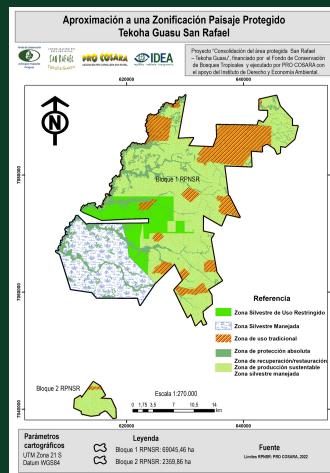 Aproximación a una Zonificación Paisaje Protegido
Tekoha Guasu San Rafael
SAN RAFAEL
PRO COSARA
IDEA
Proyecto "Consolidación del área protegida San Rafael
– Tekoha Guasu", financiado por el Fondo de Conservación
de Bosques Tropicales y ejecutado por PRO COSARA con
el apoyo del Instituto de Derecho y Economía Ambiental.
620000
640000
N
Bloque 1 RPNSR
Referencia
Zona Silvestre de Uso Restringido
Zona Silvestre Manejada
Zona de uso tradicional
Zona de protección absoluta
Zona de recuperación/restauración
Zona de producción sustentable
Zona silvestre manejada
Bloque 2 RPNSR
Escala 1:270.000
0 1,75 3,5 7 10,5 14
km
620000
640000
Parámetros
cartográficos
UTM Zona 21 S
Datum WGS84
Leyenda
Bloque 1 RPNSR: 69045,46 ha
Bloque 2 RPNSR: 2359,86 ha
Fuente
Límites RPNSR: PRO COSARA, 2022